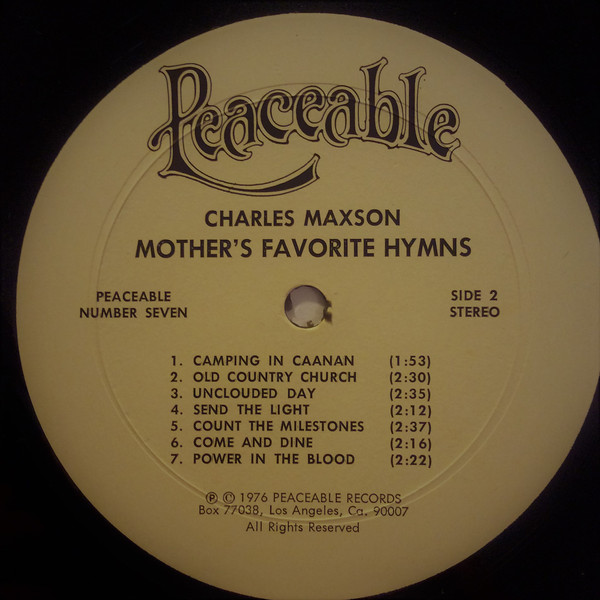 Peaceable
CHARLES MAXSON
MOTHER'S FAVORITE HYMNS
PEACEABLE
NUMBER SEVEN
SIDE 2
STEREO
1. CAMPING IN CAANAN (1:53)
2. OLD COUNTRY CHURCH (2:30)
3. UNCLOUDED DAY (2:35)
4. SEND THE LIGHT (2:12)
5. COUNT THE MILESTONES (2:37)
6. COME AND DINE (2:16)
7. POWER IN THE BLOOD (2:22)
℗ © 1976 PEACEABLE RECORDS
Box 77038, Los Angeles, Ca. 90007
All Rights Reserved